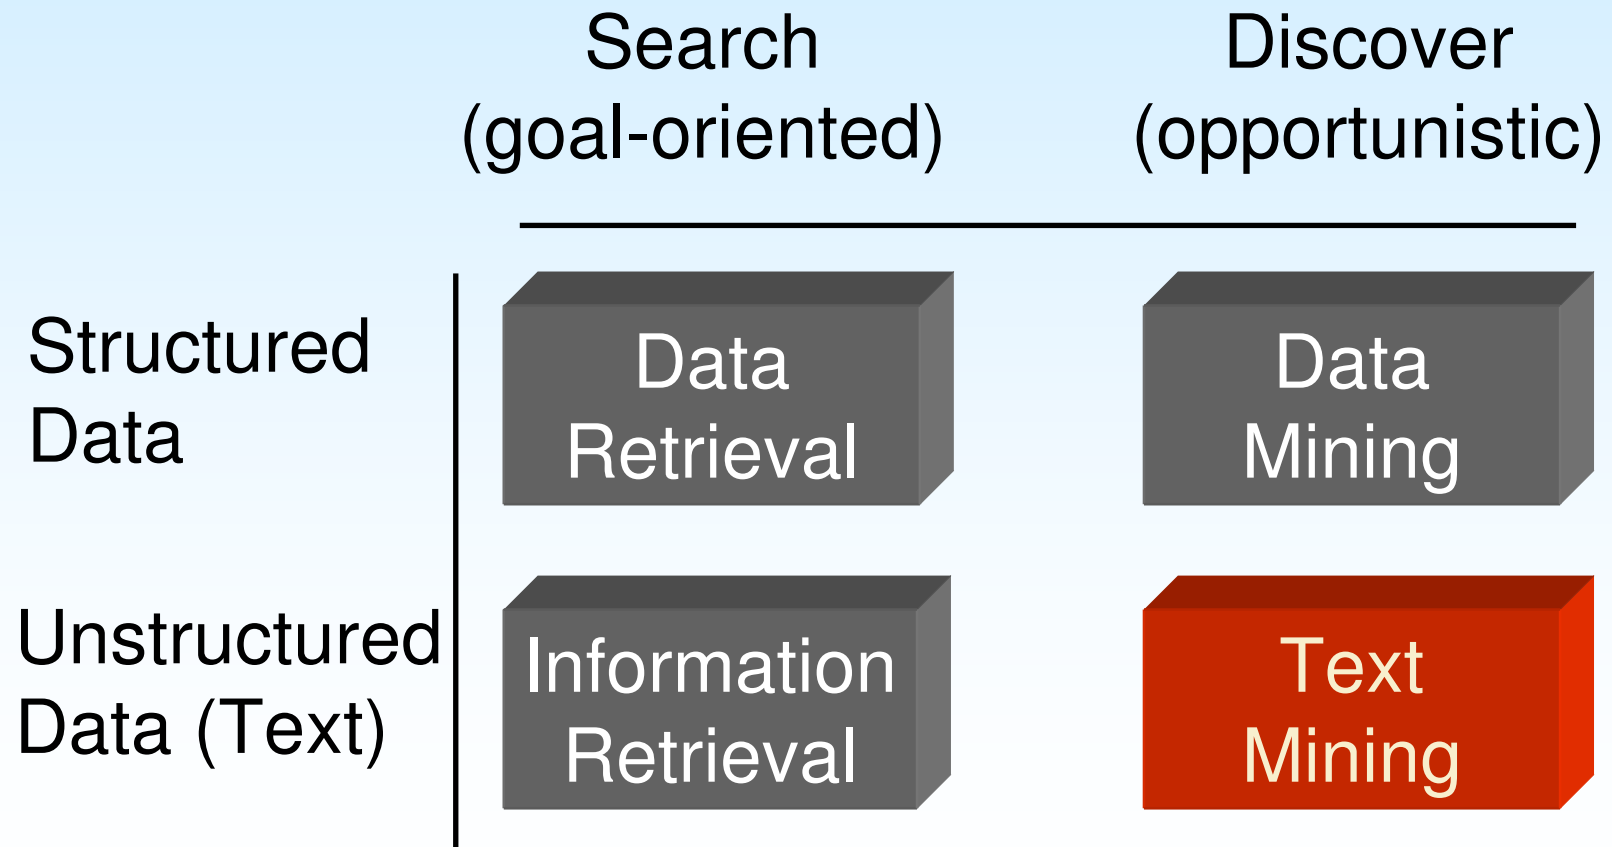 Search
(goal-oriented)
Discover
(opportunistic)
Structured
Data
Data
Retrieval
Data
Mining
Unstructured
Data (Text)
Information
Retrieval
Text
Mining